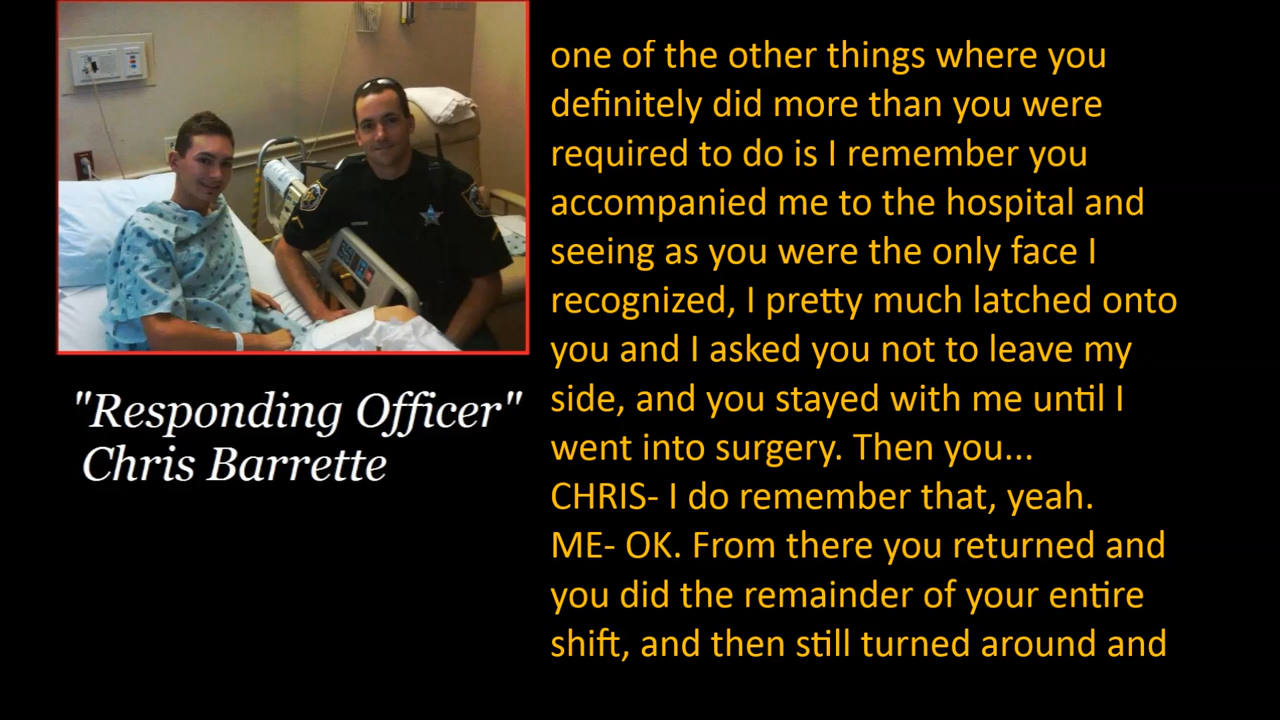 one of the other things where you
definitely did more than you were
required to do is I remember you
accompanied me to the hospital and
seeing as you were the only face I
recognized, I pretty much latched onto
you and I asked you not to leave my
side, and you stayed with me until I
went into surgery. Then you...
CHRIS- I do remember that, yeah.
ME- OK. From there you returned and
you did the remainder of your entire
shift, and then still turned around and
"Responding Officer"
Chris Barrette